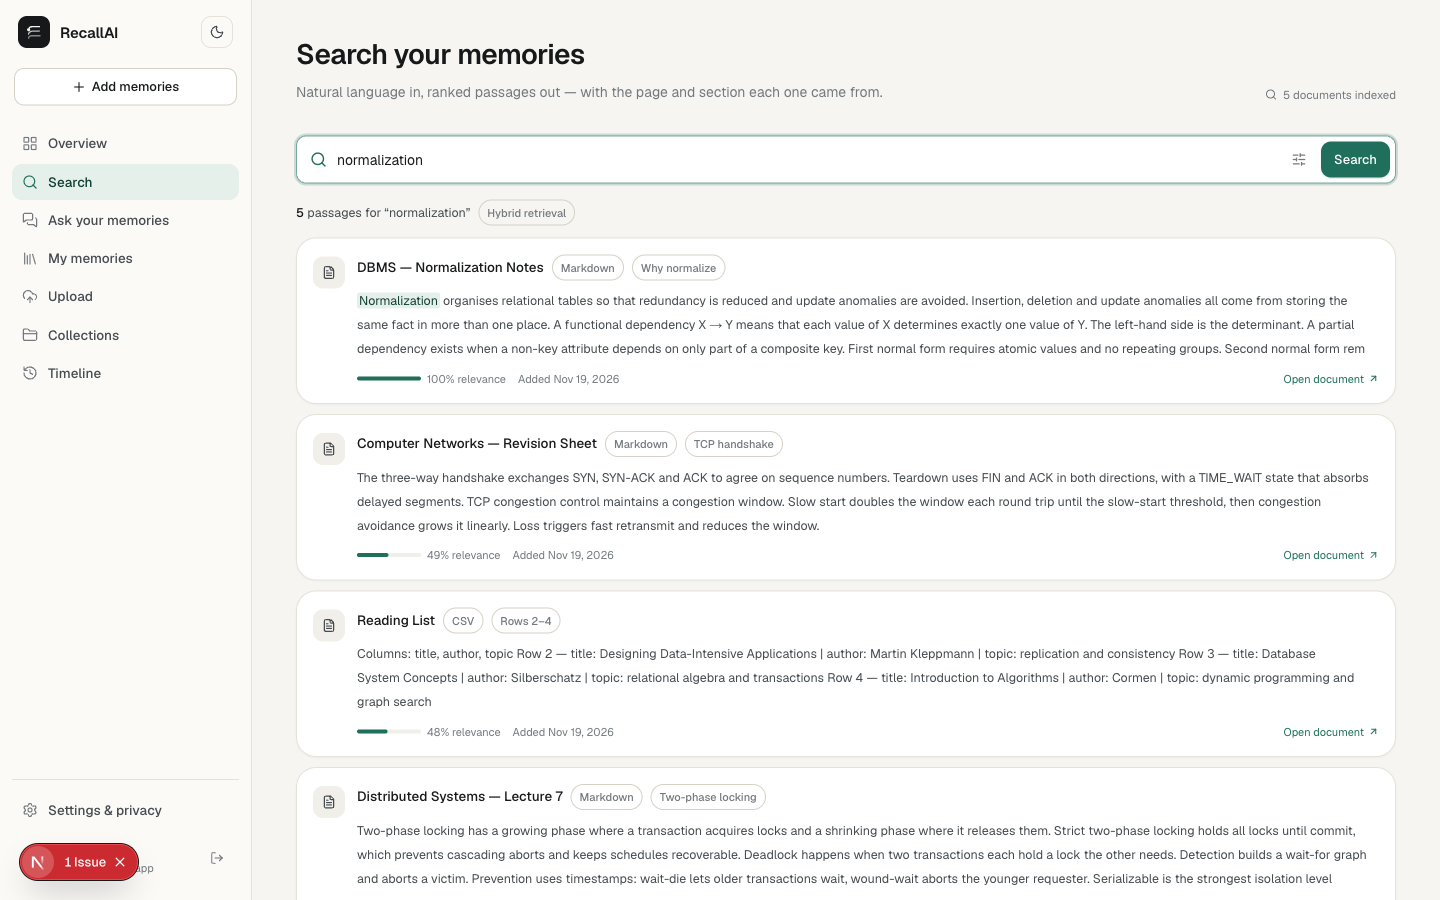 RecallAI
Add memories
Overview
Search
Ask your memories
My memories
Upload
Collections
Timeline
Settings & privacy
N 1 Issue
app
Search your memories
Natural language in, ranked passages out — with the page and section each one came from.
5 documents indexed
normalization
Search
5 passages for “normalization” Hybrid retrieval
DBMS — Normalization Notes Markdown Why normalize
Normalization organises relational tables so that redundancy is reduced and update anomalies are avoided. Insertion, deletion and update anomalies all come from storing the
same fact in more than one place. A functional dependency X → Y means that each value of X determines exactly one value of Y. The left-hand side is the determinant. A partial
dependency exists when a non-key attribute depends on only part of a composite key. First normal form requires atomic values and no repeating groups. Second normal form rem
100% relevance Added Nov 19, 2026 Open document
Computer Networks — Revision Sheet Markdown TCP handshake
The three-way handshake exchanges SYN, SYN-ACK and ACK to agree on sequence numbers. Teardown uses FIN and ACK in both directions, with a TIME_WAIT state that absorbs
delayed segments. TCP congestion control maintains a congestion window. Slow start doubles the window each round trip until the slow-start threshold, then congestion
avoidance grows it linearly. Loss triggers fast retransmit and reduces the window.
49% relevance Added Nov 19, 2026 Open document
Reading List CSV Rows 2–4
Columns: title, author, topic Row 2 — title: Designing Data-Intensive Applications | author: Martin Kleppmann | topic: replication and consistency Row 3 — title: Database
System Concepts | author: Silberschatz | topic: relational algebra and transactions Row 4 — title: Introduction to Algorithms | author: Cormen | topic: dynamic programming and
graph search
48% relevance Added Nov 19, 2026 Open document
Distributed Systems — Lecture 7 Markdown Two-phase locking
Two-phase locking has a growing phase where a transaction acquires locks and a shrinking phase where it releases them. Strict two-phase locking holds all locks until commit,
which prevents cascading aborts and keeps schedules recoverable. Deadlock happens when two transactions each hold a lock the other needs. Detection builds a wait-for graph
and aborts a victim. Prevention uses timestamps: wait-die lets older transactions wait, wound-wait aborts the younger requester. Serializable is the strongest isolation level